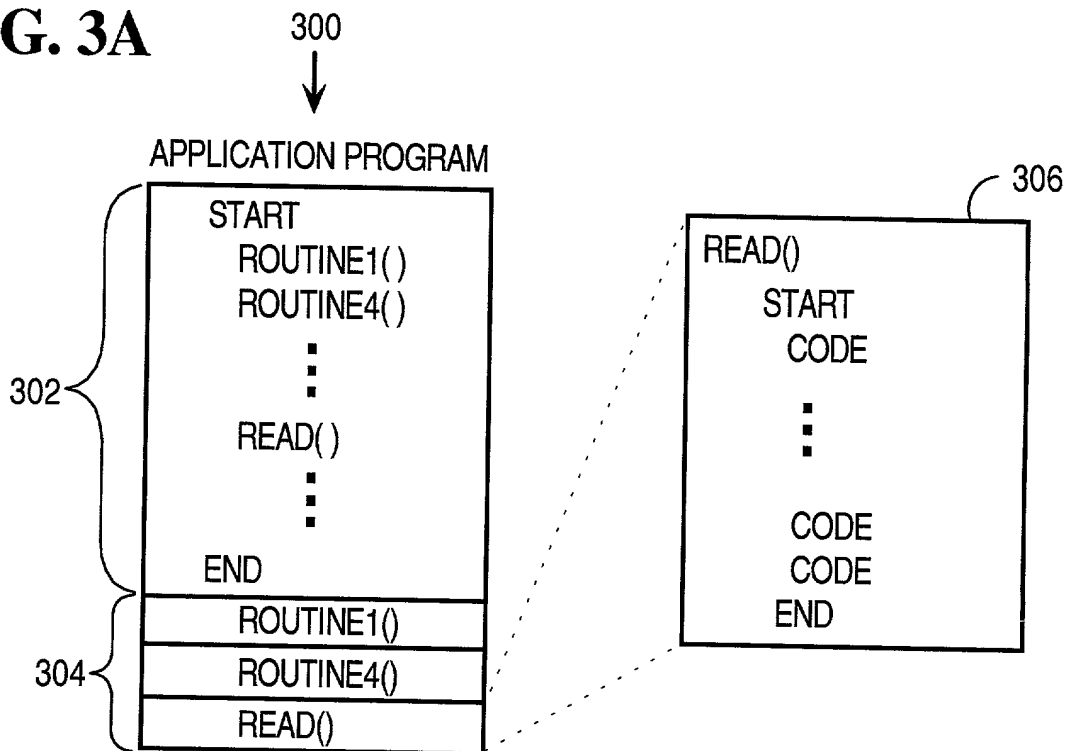 G. 3A
300
APPLICATION PROGRAM
START
ROUTINE1()
ROUTINE4()
READ()
END
302
ROUTINE1()
ROUTINE4()
READ()
304
306
READ()
START
CODE
CODE
CODE
END